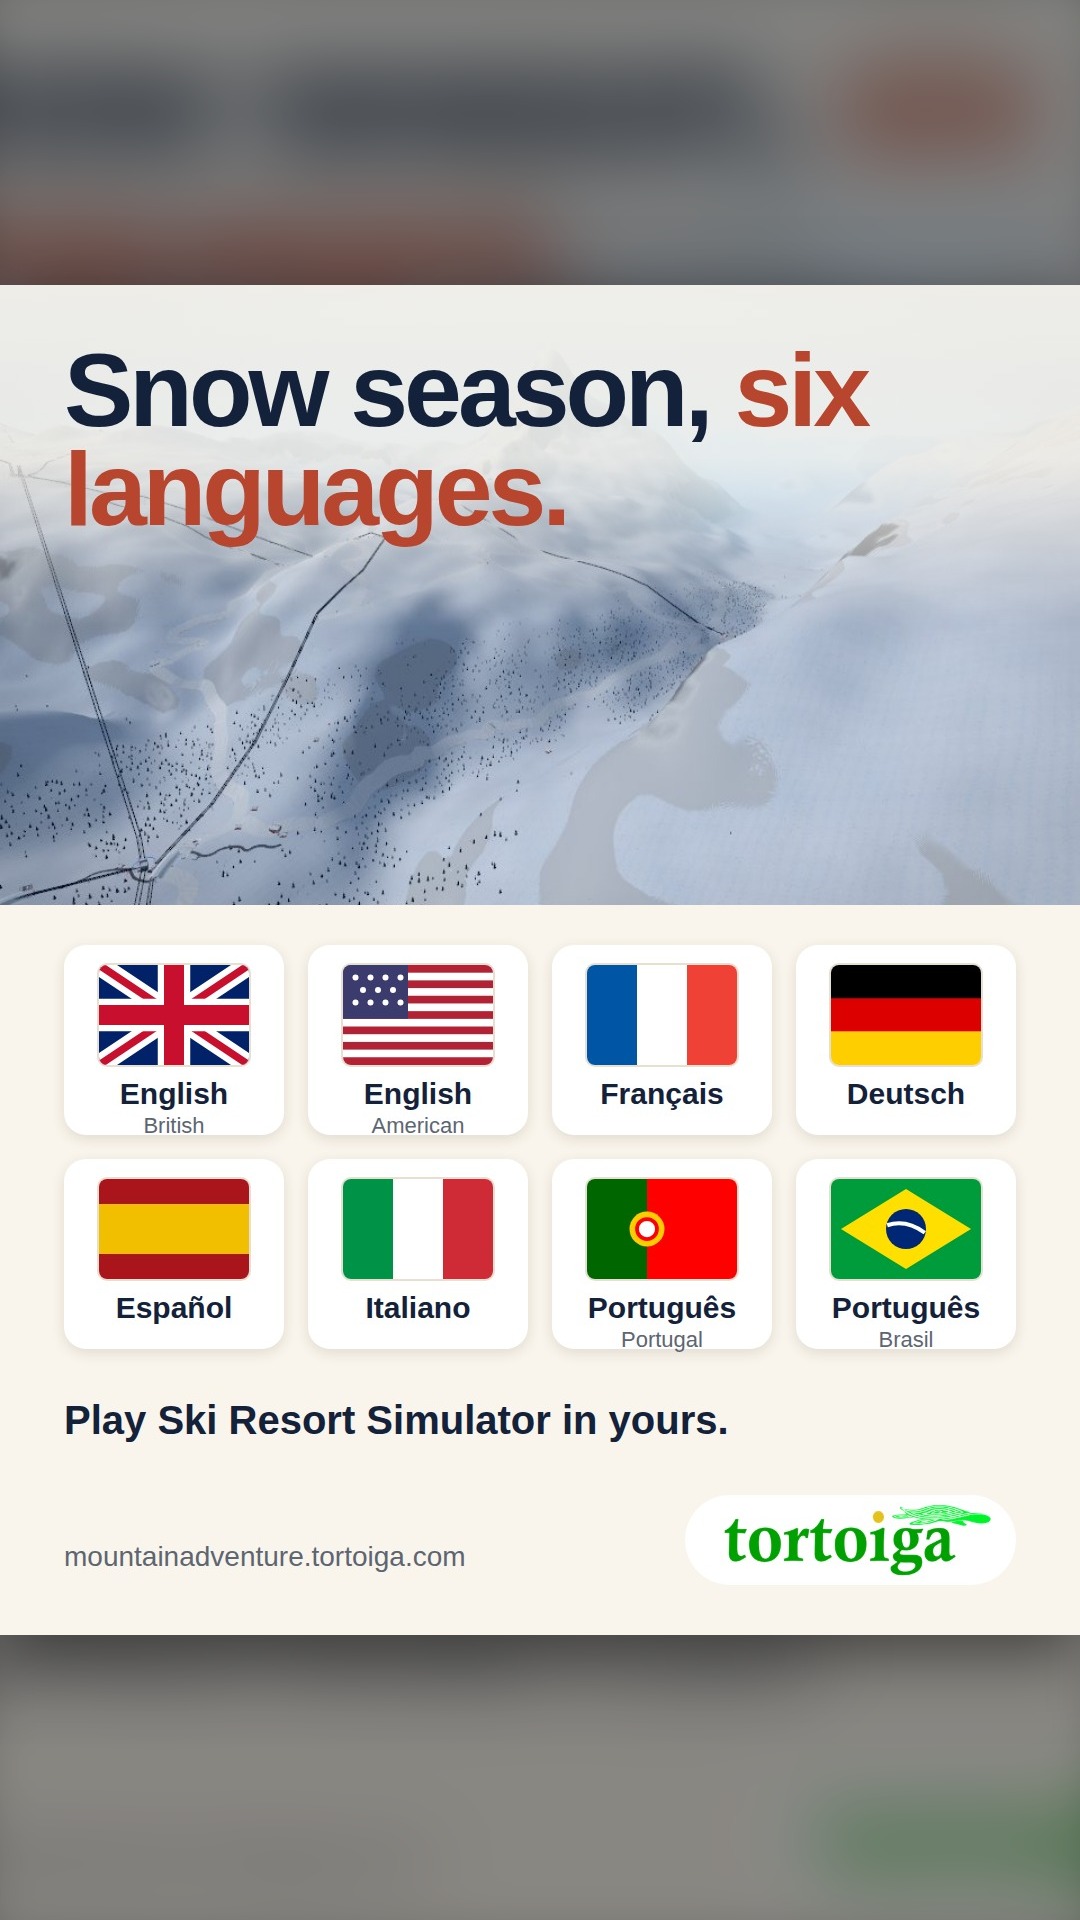 Snow season, six
languages.
English
British
English
American
Français
Deutsch
Español
Italiano
Português
Portugal
Português
Brasil
Play Ski Resort Simulator in yours.
mountainadventure.tortoiga.com
tortoiga